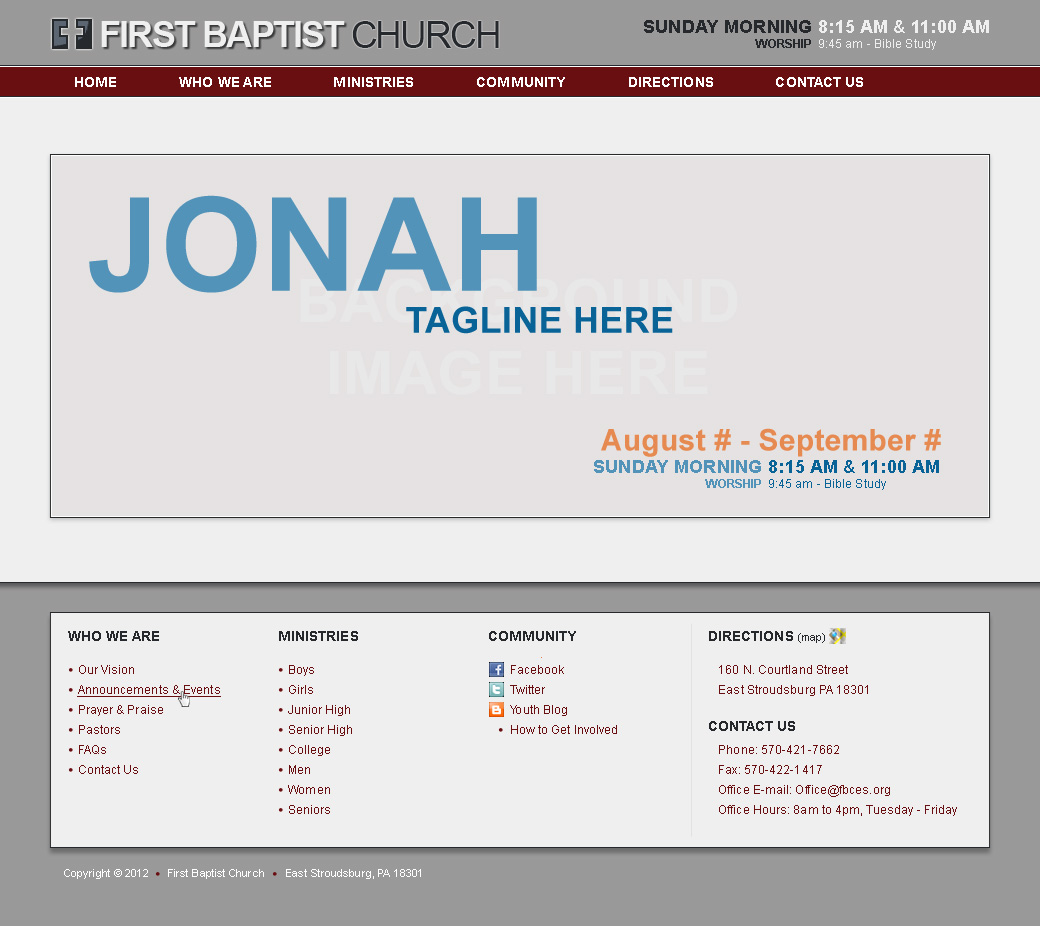 FIRST BAPTIST CHURCH
SUNDAY MORNING 8:15 AM & 11:00 AM
WORSHIP 9:45 am - Bible Study
HOME WHO WE ARE MINISTRIES COMMUNITY DIRECTIONS CONTACT US
JONAH
BACKGROUND
TAGLINE HERE
IMAGE HERE
August # - September #
SUNDAY MORNING 8:15 AM & 11:00 AM
WORSHIP 9:45 am - Bible Study
WHO WE ARE
• Our Vision
• Announcements & Events
• Prayer & Praise
• Pastors
• FAQs
• Contact Us
MINISTRIES
• Boys
• Girls
• Junior High
• Senior High
• College
• Men
• Women
• Seniors
COMMUNITY
Facebook
Twitter
Youth Blog
• How to Get Involved
DIRECTIONS (map)
160 N. Courtland Street
East Stroudsburg PA 18301
CONTACT US
Phone: 570-421-7662
Fax: 570-422-1417
Office E-mail: Office@fbces.org
Office Hours: 8am to 4pm, Tuesday - Friday
Copyright © 2012 • First Baptist Church • East Stroudsburg, PA 18301